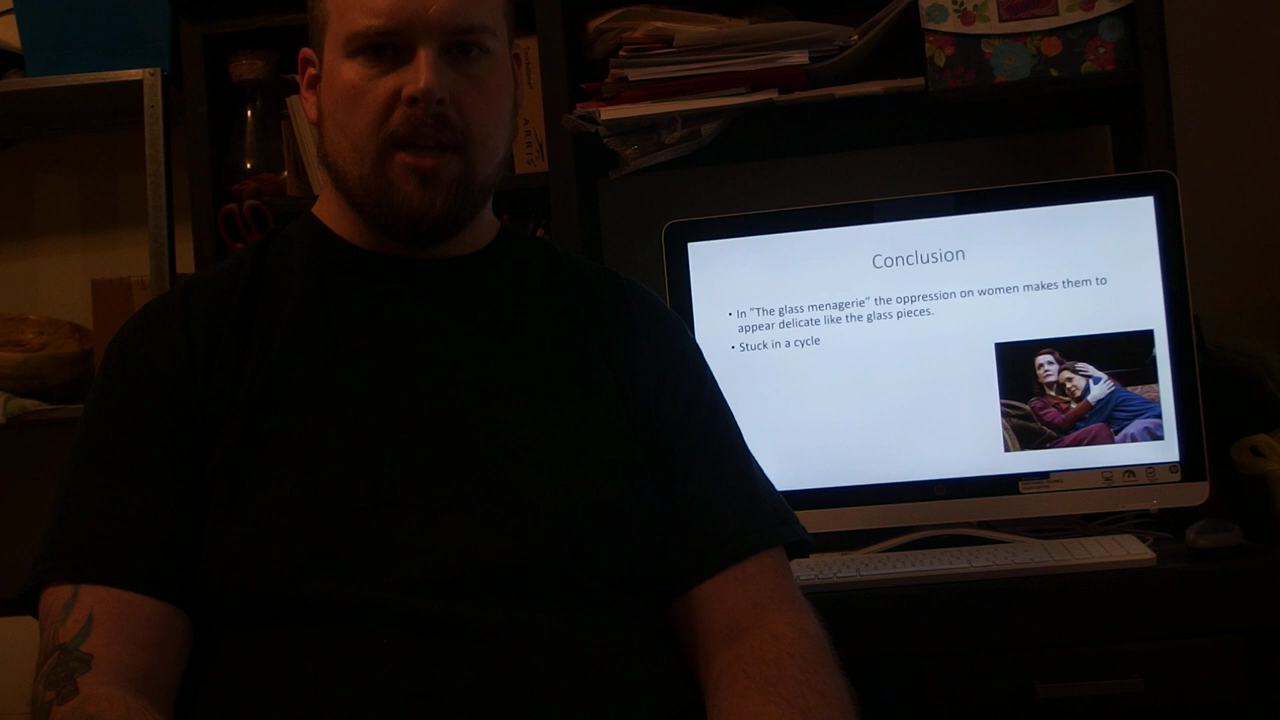 ARRIS
Conclusion
• In "The glass menagerie" the oppression on women makes them to
appear delicate like the glass pieces.
• Stuck in a cycle